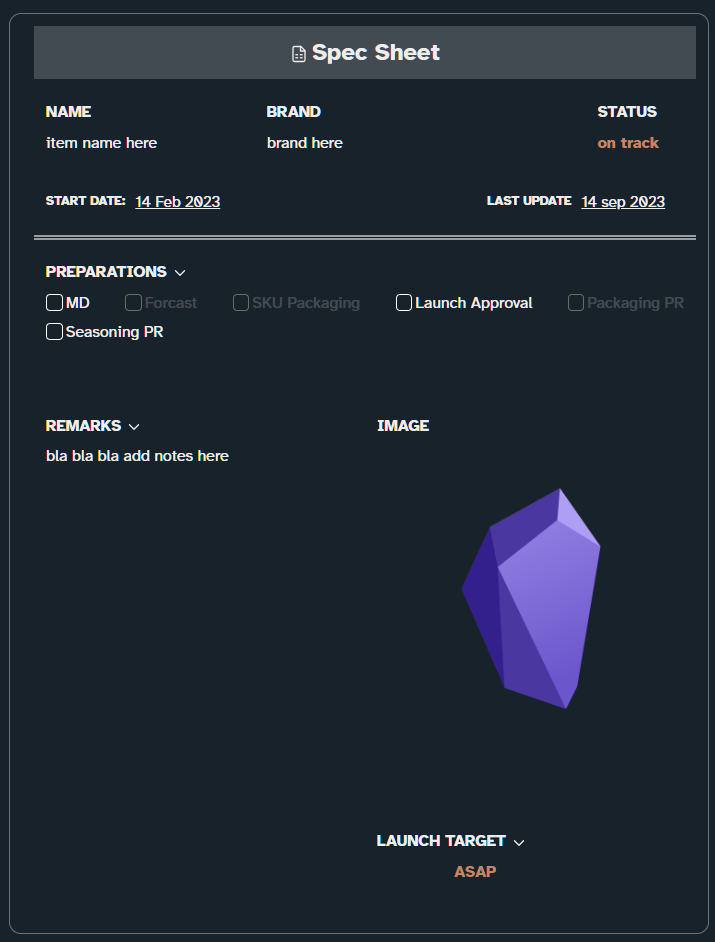 Spec Sheet
NAME BRAND STATUS
item name here brand here on track
START DATE: 14 Feb 2023 LAST UPDATE 14 sep 2023
PREPARATIONS
MD Forcast SKU Packaging Launch Approval Packaging PR
Seasoning PR
REMARKS IMAGE
bla bla bla add notes here
LAUNCH TARGET
ASAP